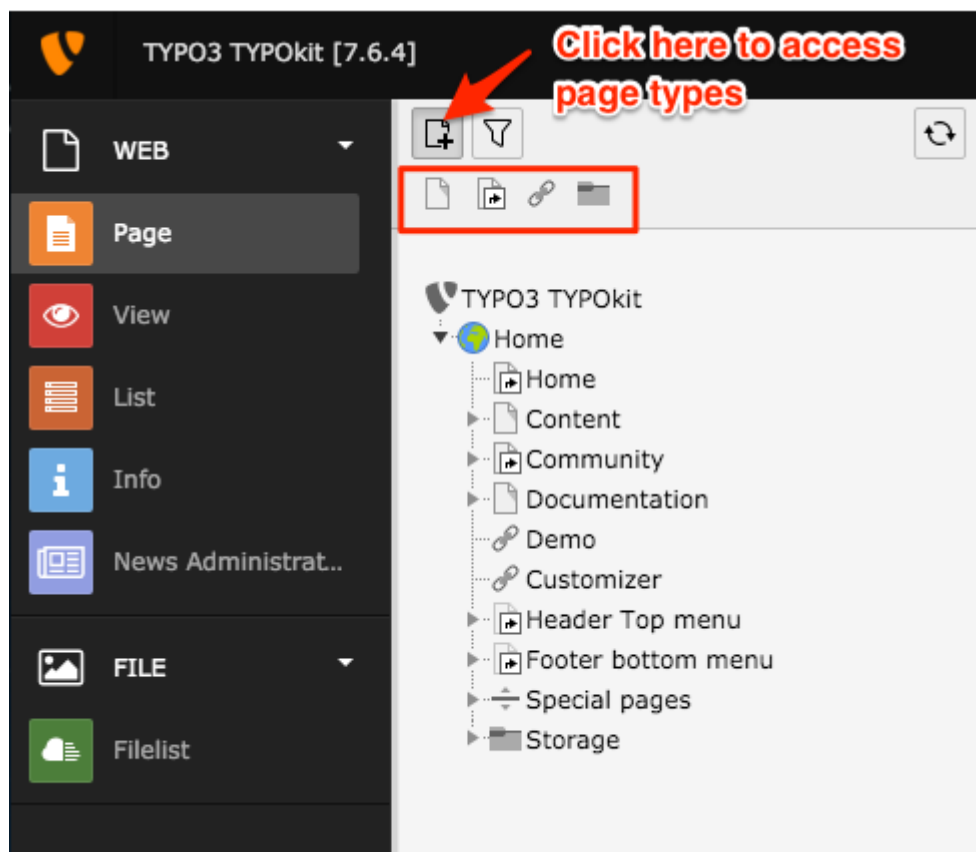 TYPO3 TYPOkit [7.6.4]
Click here to access
page types
WEB
Page
View
List
Info
News Administrat...
FILE
Filelist
TYPO3 TYPOkit
Home
Home
Content
Community
Documentation
Demo
Customizer
Header Top menu
Footer bottom menu
Special pages
Storage